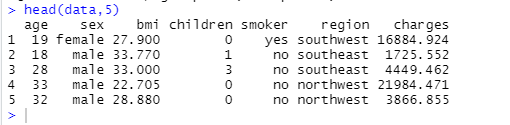 > head(data,5)
  age    sex    bmi children smoker    region   charges
1  19 female 27.900        0    yes southwest 16884.924
2  18   male 33.770        1     no southeast  1725.552
3  28   male 33.000        3     no southeast  4449.462
4  33   male 22.705        0     no northwest 21984.471
5  32   male 28.880        0     no northwest  3866.855
>